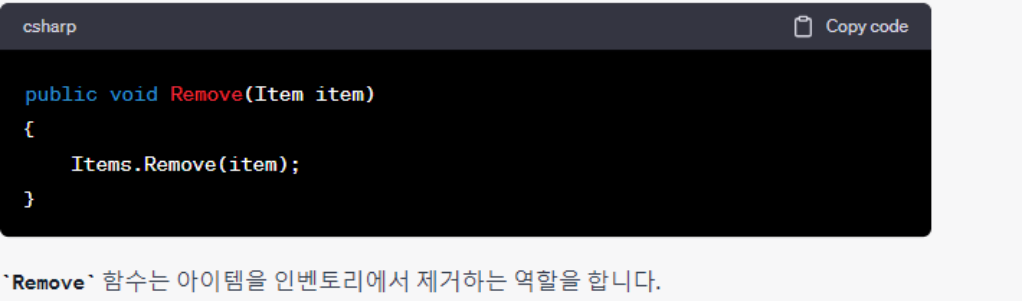 csharp Copy code
public void Remove(Item item)
{
    Items.Remove(item);
}
`Remove` 함수는 아이템을 인벤토리에서 제거하는 역할을 합니다.